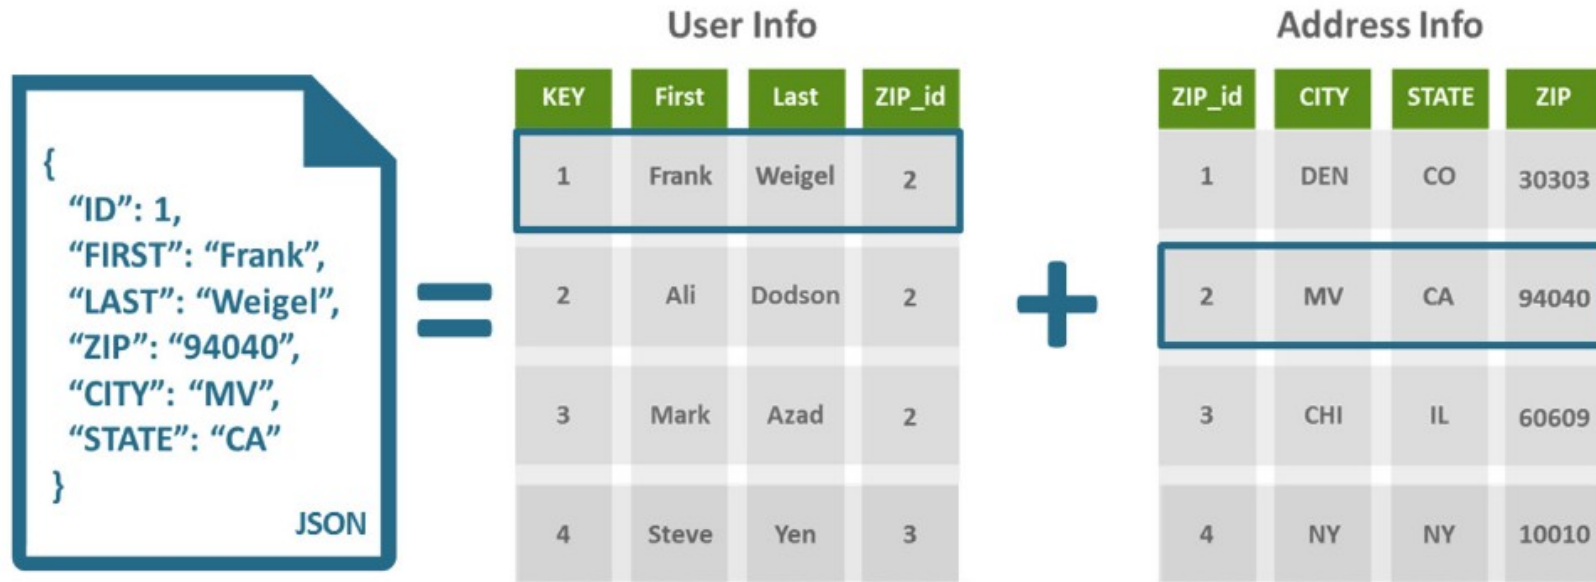 User Info
Address Info
{
“ID”: 1,
“FIRST”: “Frank”,
“LAST”: “Weigel”,
“ZIP”: “94040”,
“CITY”: “MV”,
“STATE”: “CA”
}
JSON
=
KEY First Last ZIP_id
1 Frank Weigel 2
2 Ali Dodson 2
3 Mark Azad 2
4 Steve Yen 3
+
ZIP_id CITY STATE ZIP
1 DEN CO 30303
2 MV CA 94040
3 CHI IL 60609
4 NY NY 10010